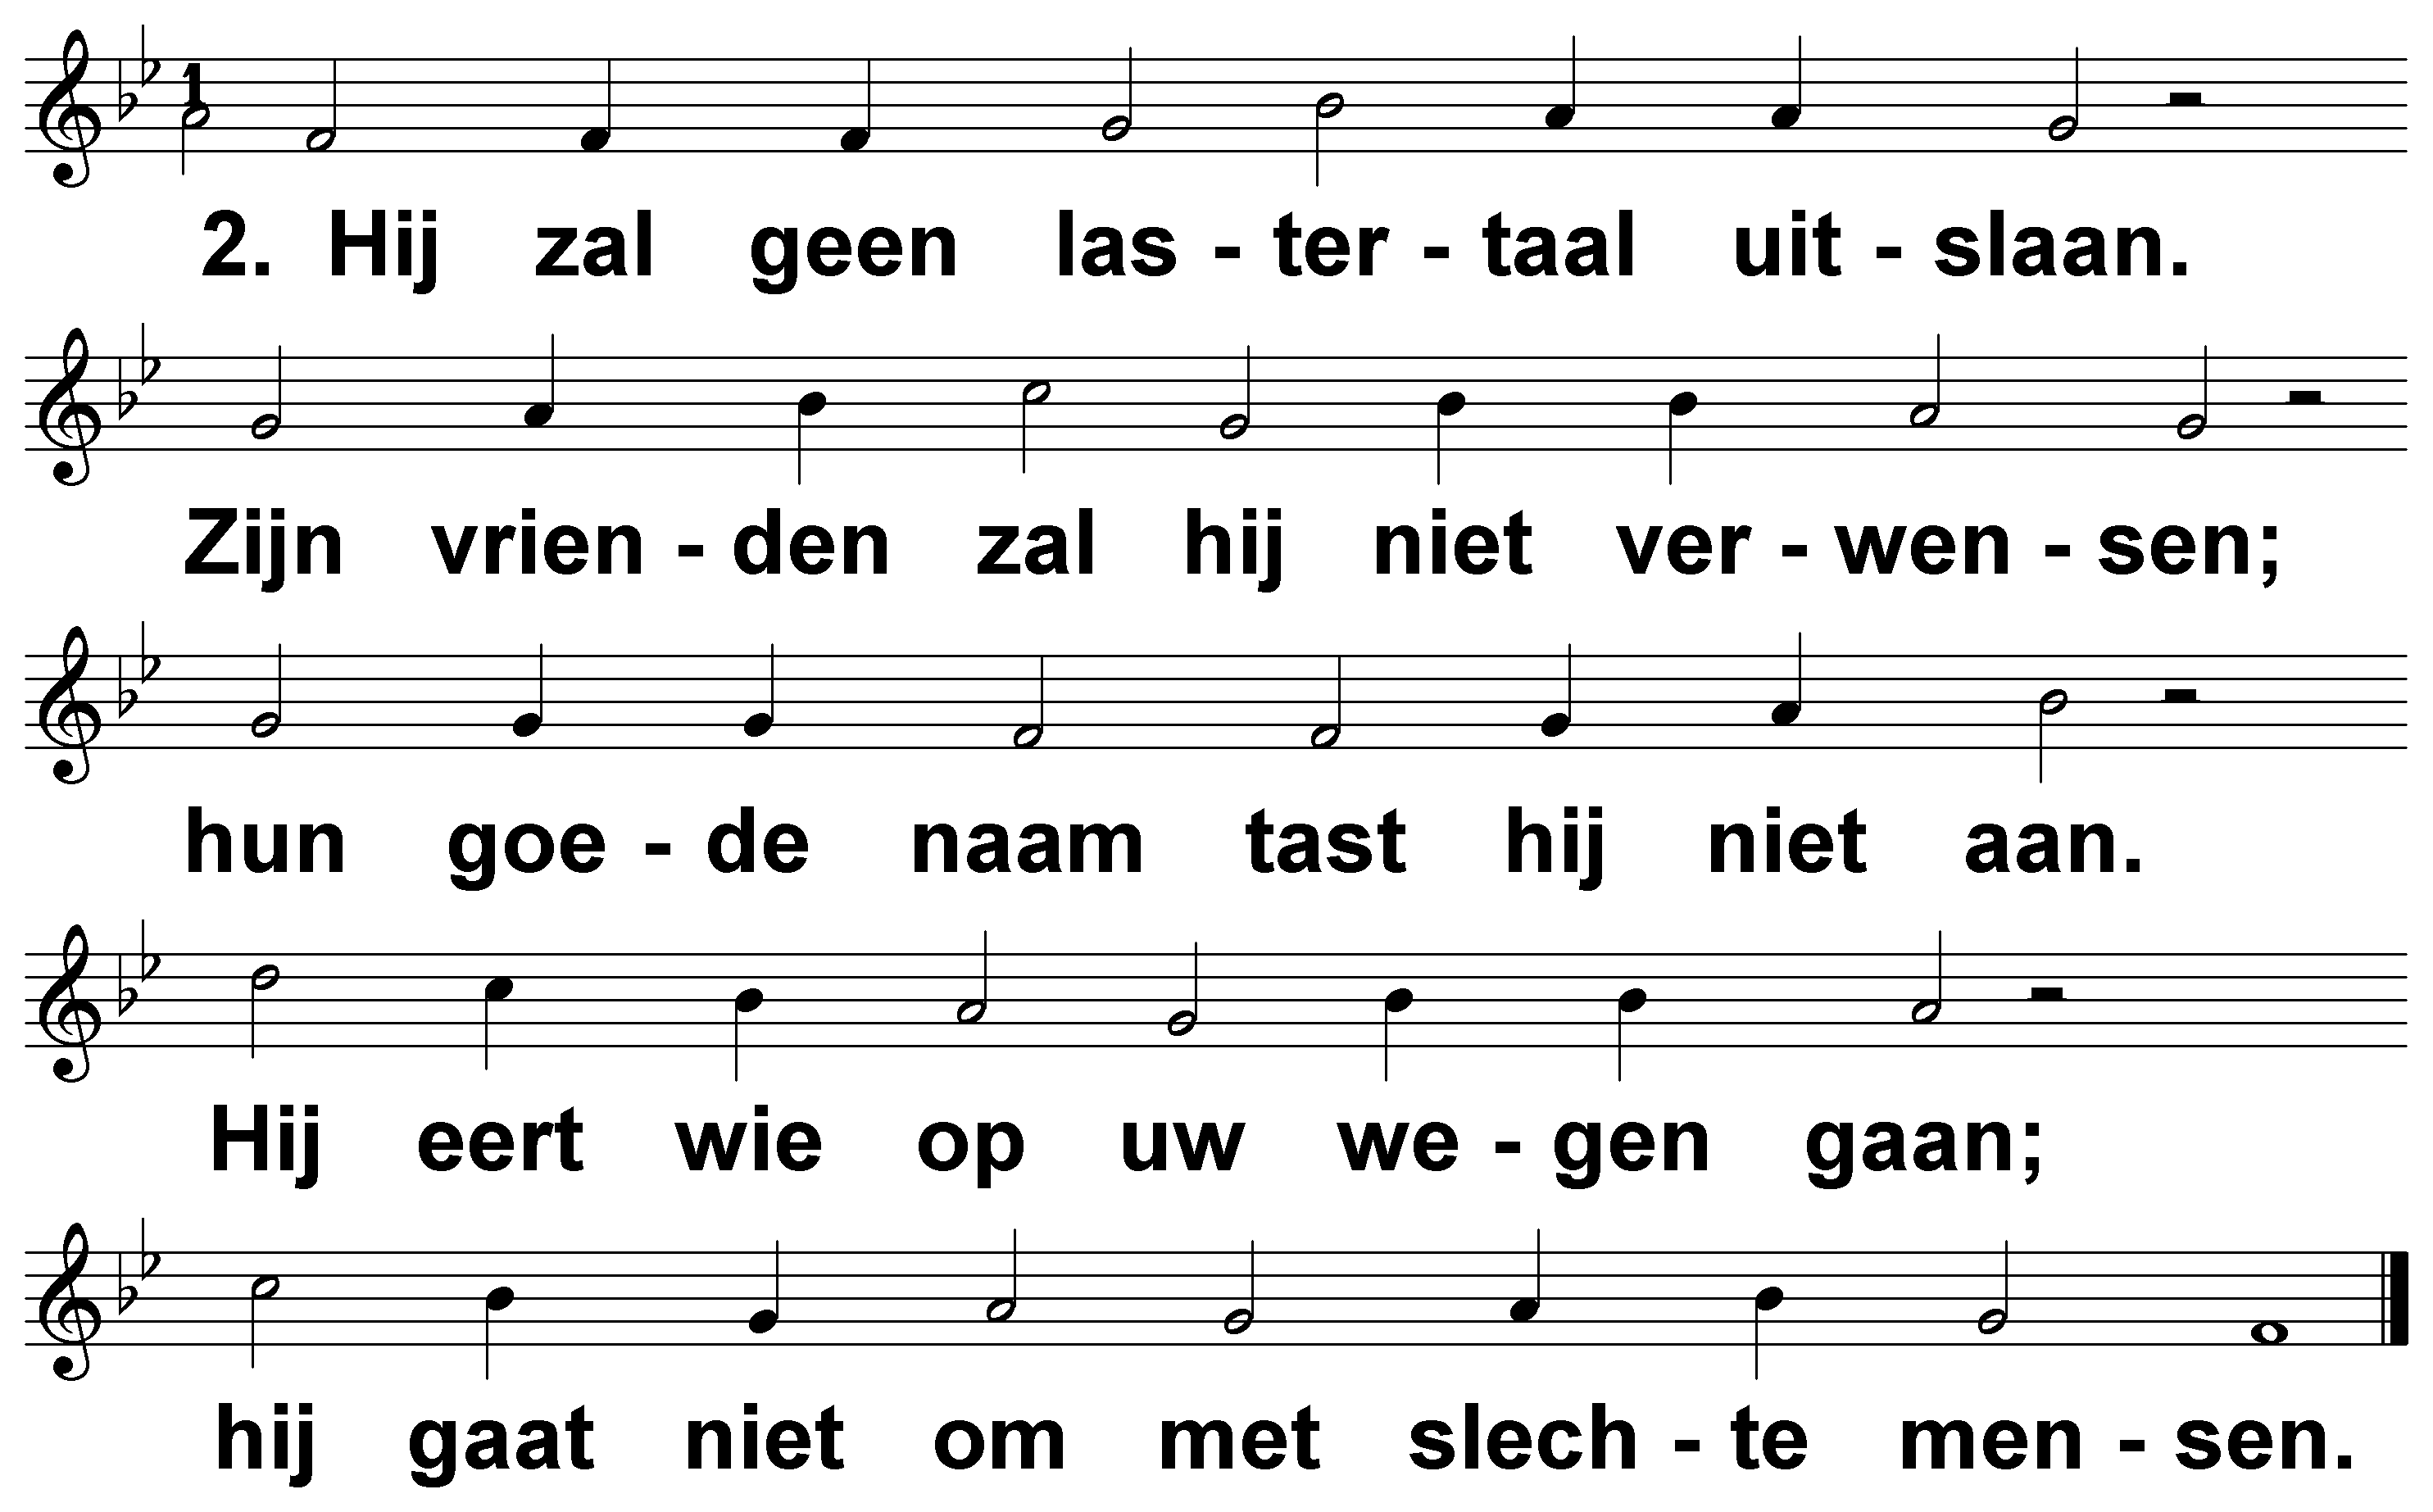 1
2. Hij zal geen las - ter - taal uit - slaan.
Zijn vrien - den zal hij niet ver - wen - sen;
hun goe - de naam tast hij niet aan.
Hij eert wie op uw we - gen gaan;
hij gaat niet om met slech - te men - sen.